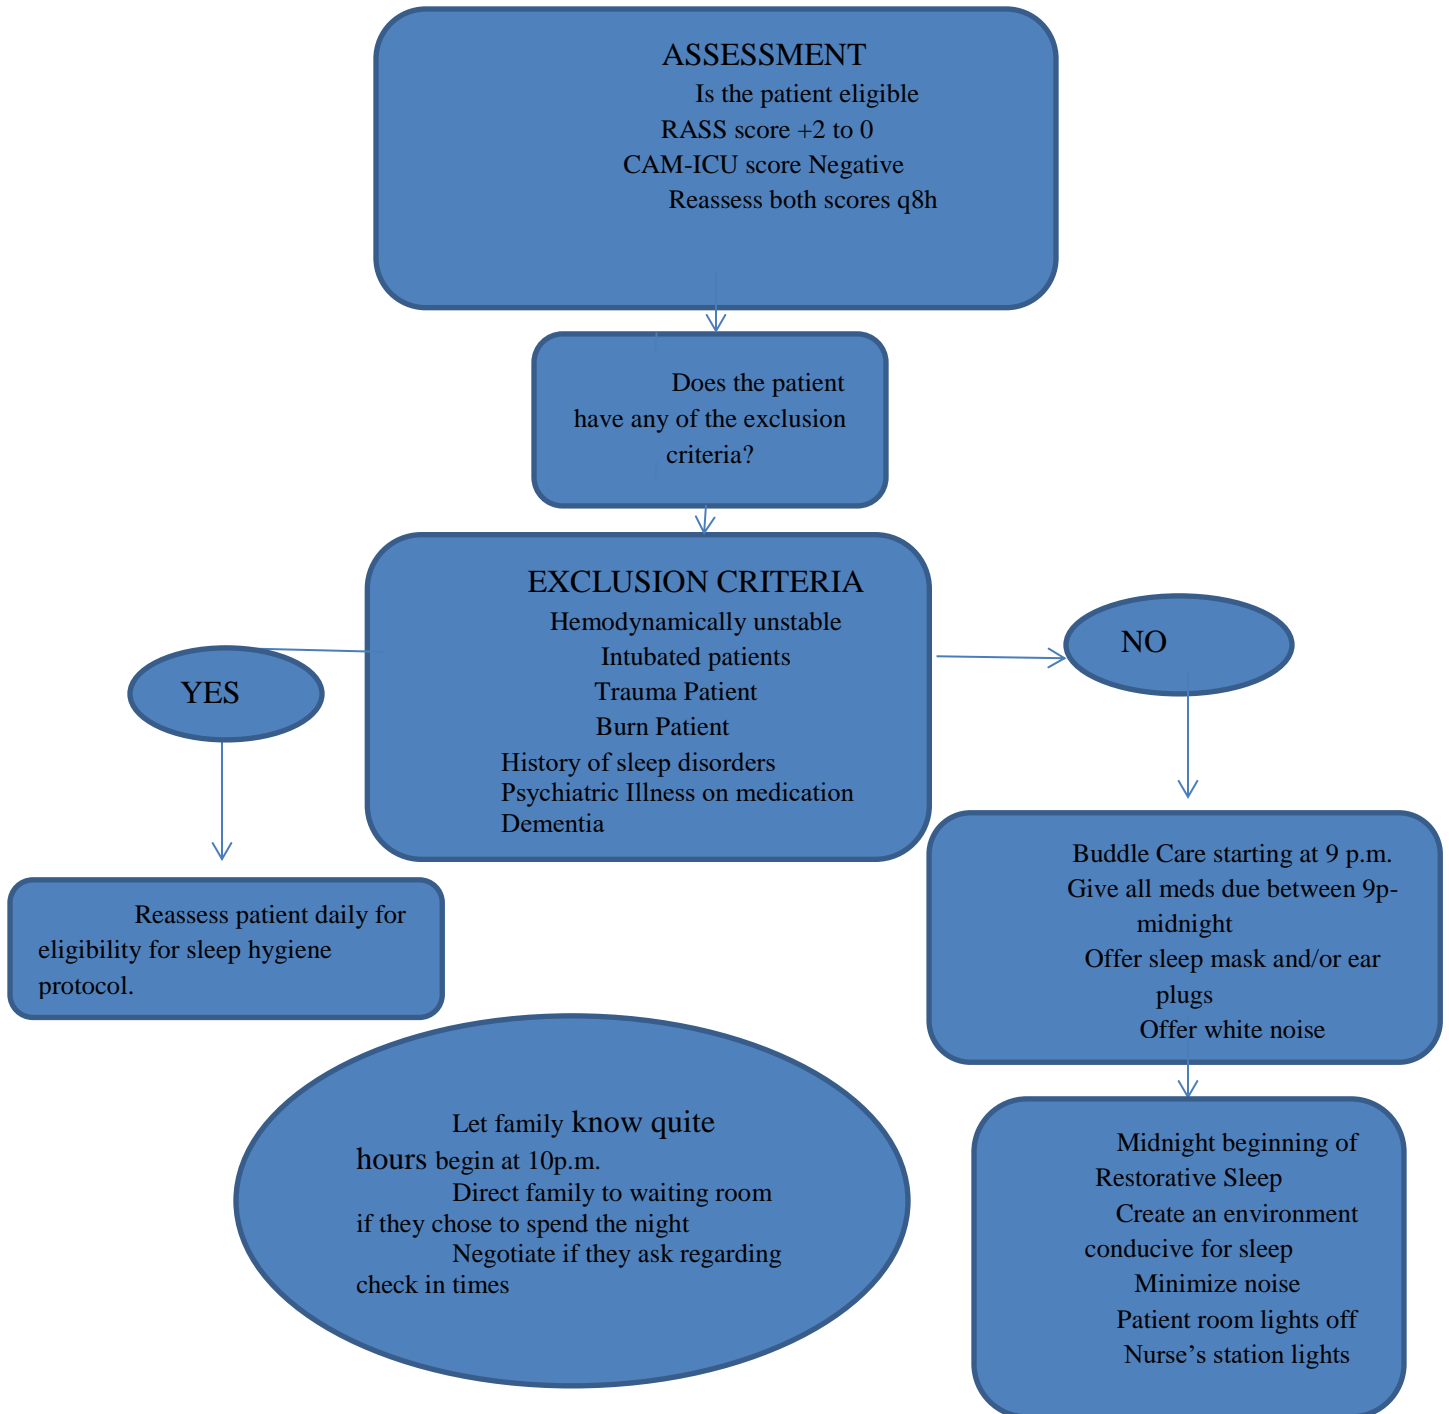 ASSESSMENT
Is the patient eligible
RASS score +2 to 0
CAM-ICU score Negative
Reassess both scores q8h
Does the patient
have any of the exclusion
criteria?
EXCLUSION CRITERIA
Hemodynamically unstable
Intubated patients
Trauma Patient
Burn Patient
History of sleep disorders
Psychiatric Illness on medication
Dementia
YES
NO
Reassess patient daily for
eligibility for sleep hygiene
protocol.
Buddle Care starting at 9 p.m.
Give all meds due between 9p-
midnight
Offer sleep mask and/or ear
plugs
Offer white noise
Let family know quite
hours begin at 10p.m.
Direct family to waiting room
if they chose to spend the night
Negotiate if they ask regarding
check in times
Midnight beginning of
Restorative Sleep
Create an environment
conducive for sleep
Minimize noise
Patient room lights off
Nurse’s station lights